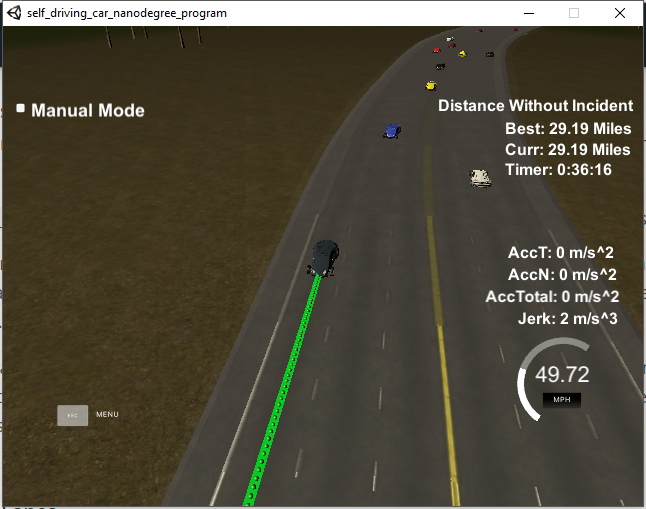 self_driving_car_nanodegree_program
Manual Mode
Distance Without Incident
Best: 29.19 Miles
Curr: 29.19 Miles
Timer: 0:36:16
AccT: 0 m/s^2
AccN: 0 m/s^2
AccTotal: 0 m/s^2
Jerk: 2 m/s^3
49.72
MPH
ESC
MENU